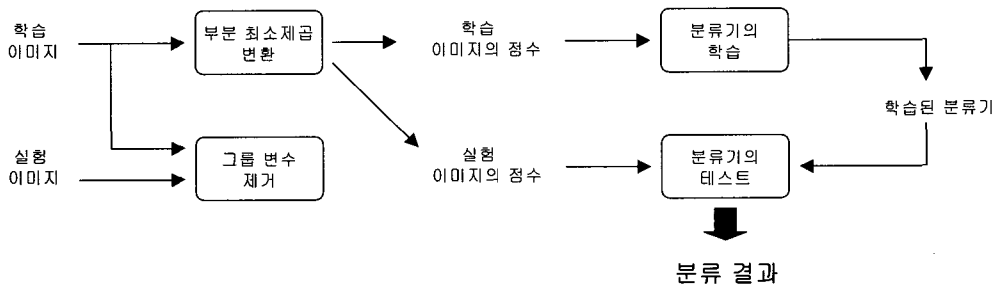 학습
이미지
부분 최소제곱
변환
학습
이미지의 점수
분류기의
학습
학습된 분류기
실험
이미지
그룹 변수
제거
실험
이미지의 점수
분류기의
테스트
분류 결과